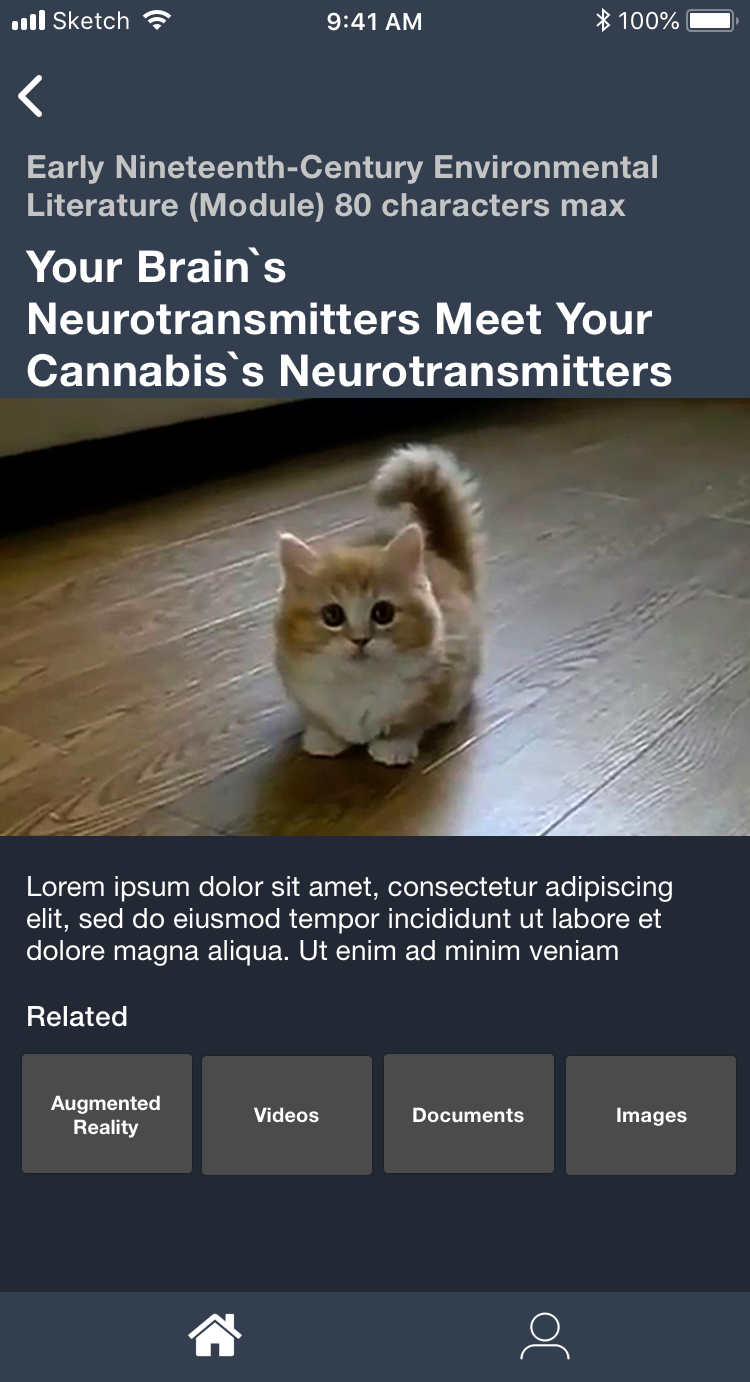 Sketch 9:41 AM 100%
Early Nineteenth-Century Environmental
Literature (Module) 80 characters max
Your Brain`s
Neurotransmitters Meet Your
Cannabis`s Neurotransmitters
Lorem ipsum dolor sit amet, consectetur adipiscing
elit, sed do eiusmod tempor incididunt ut labore et
dolore magna aliqua. Ut enim ad minim veniam
Related
Augmented
Reality
Videos
Documents
Images